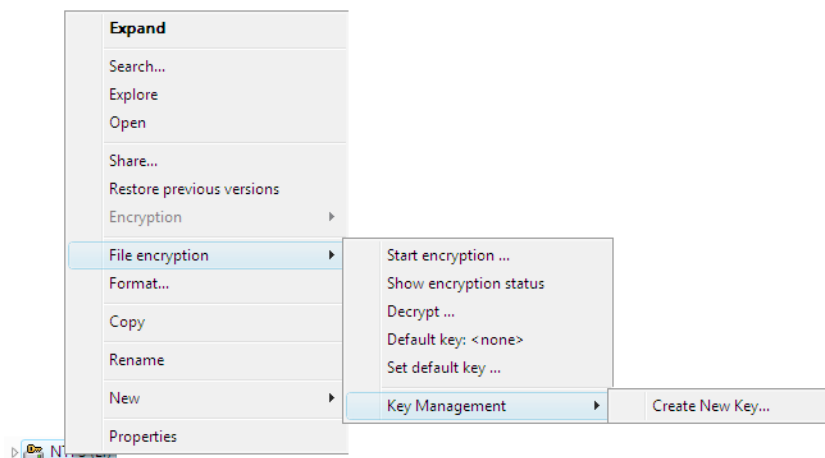 Expand
Search...
Explore
Open
Share...
Restore previous versions
Encryption
File encryption
Format...
Copy
Rename
New
Properties
Start encryption ...
Show encryption status
Decrypt ...
Default key: <none>
Set default key ...
Key Management
Create New Key...